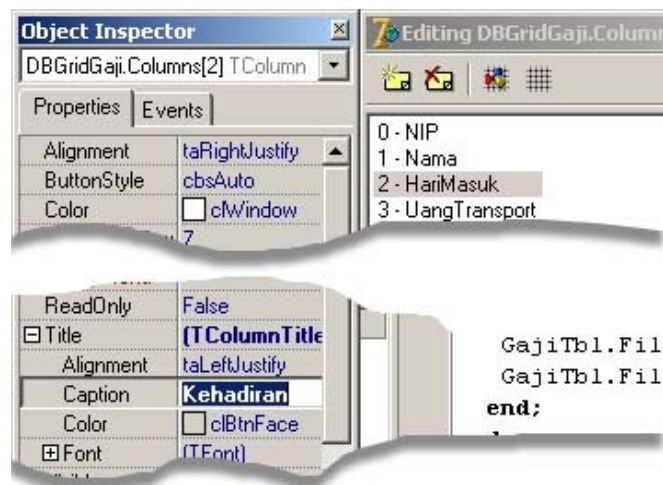 Object Inspector
DBGridGaji.Columns[2] TColumn
Properties Events
Alignment taRightJustify
ButtonStyle cbsAuto
Color clWindow
7
ReadOnly False
Title (TColumnTitle
Alignment taLeftJustify
Caption Kehadiran
Color clBtnFace
Font (TFont)
Editing DBGridGaji.Column
0 - NIP
1 - Nama
2 - HariMasuk
3 - UangTransport
GajiTbl.Fil
GajiTbl.Fil
end;